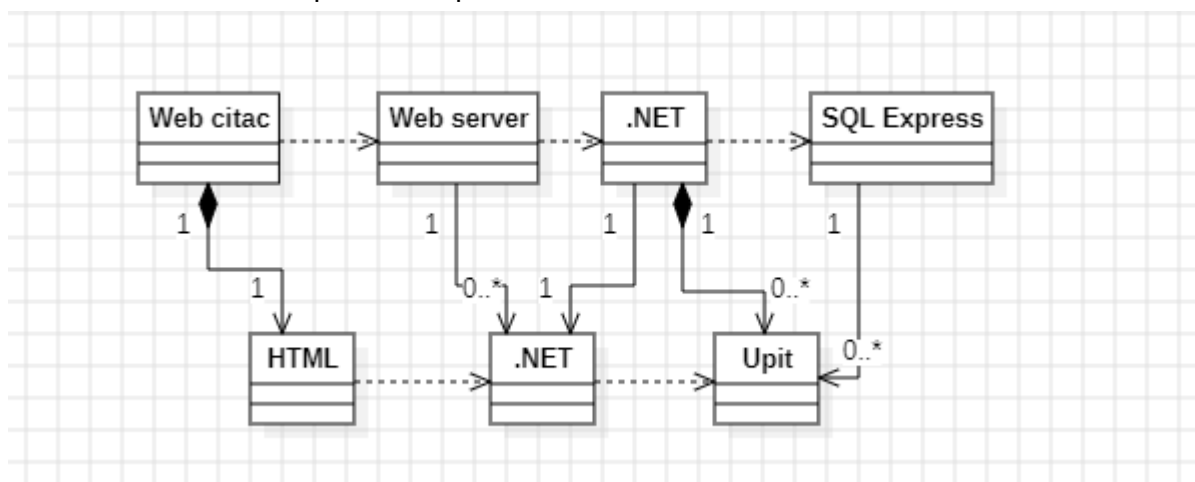 Web citac
Web server
.NET
SQL Express
1
1
1
1
1
1
0..*
1
0..*
0..*
HTML
.NET
Upit